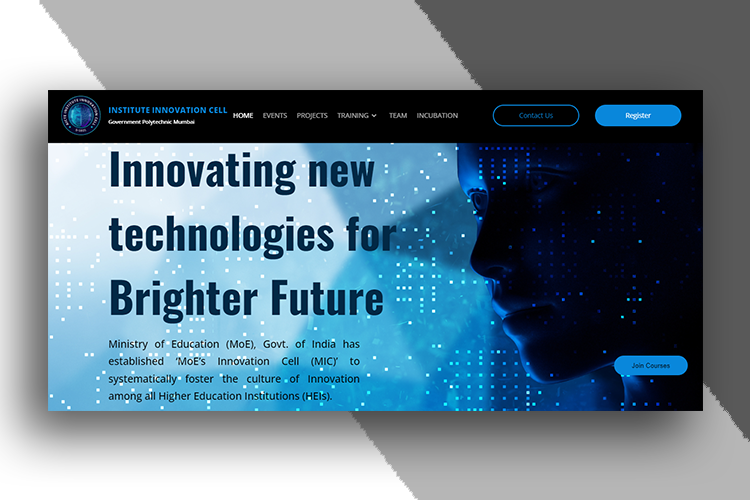 INSTITUTE INNOVATION CELL
Government Polytechnic Mumbai
HOME EVENTS PROJECTS TRAINING TEAM INCUBATION
Contact Us
Register
Innovating new
technologies for
Brighter Future
Ministry of Education (MoE), Govt. of India has
established ‘MoE’s Innovation Cell (MIC)’ to
systematically foster the culture of Innovation
among all Higher Education Institutions (HEIs).
Join Courses